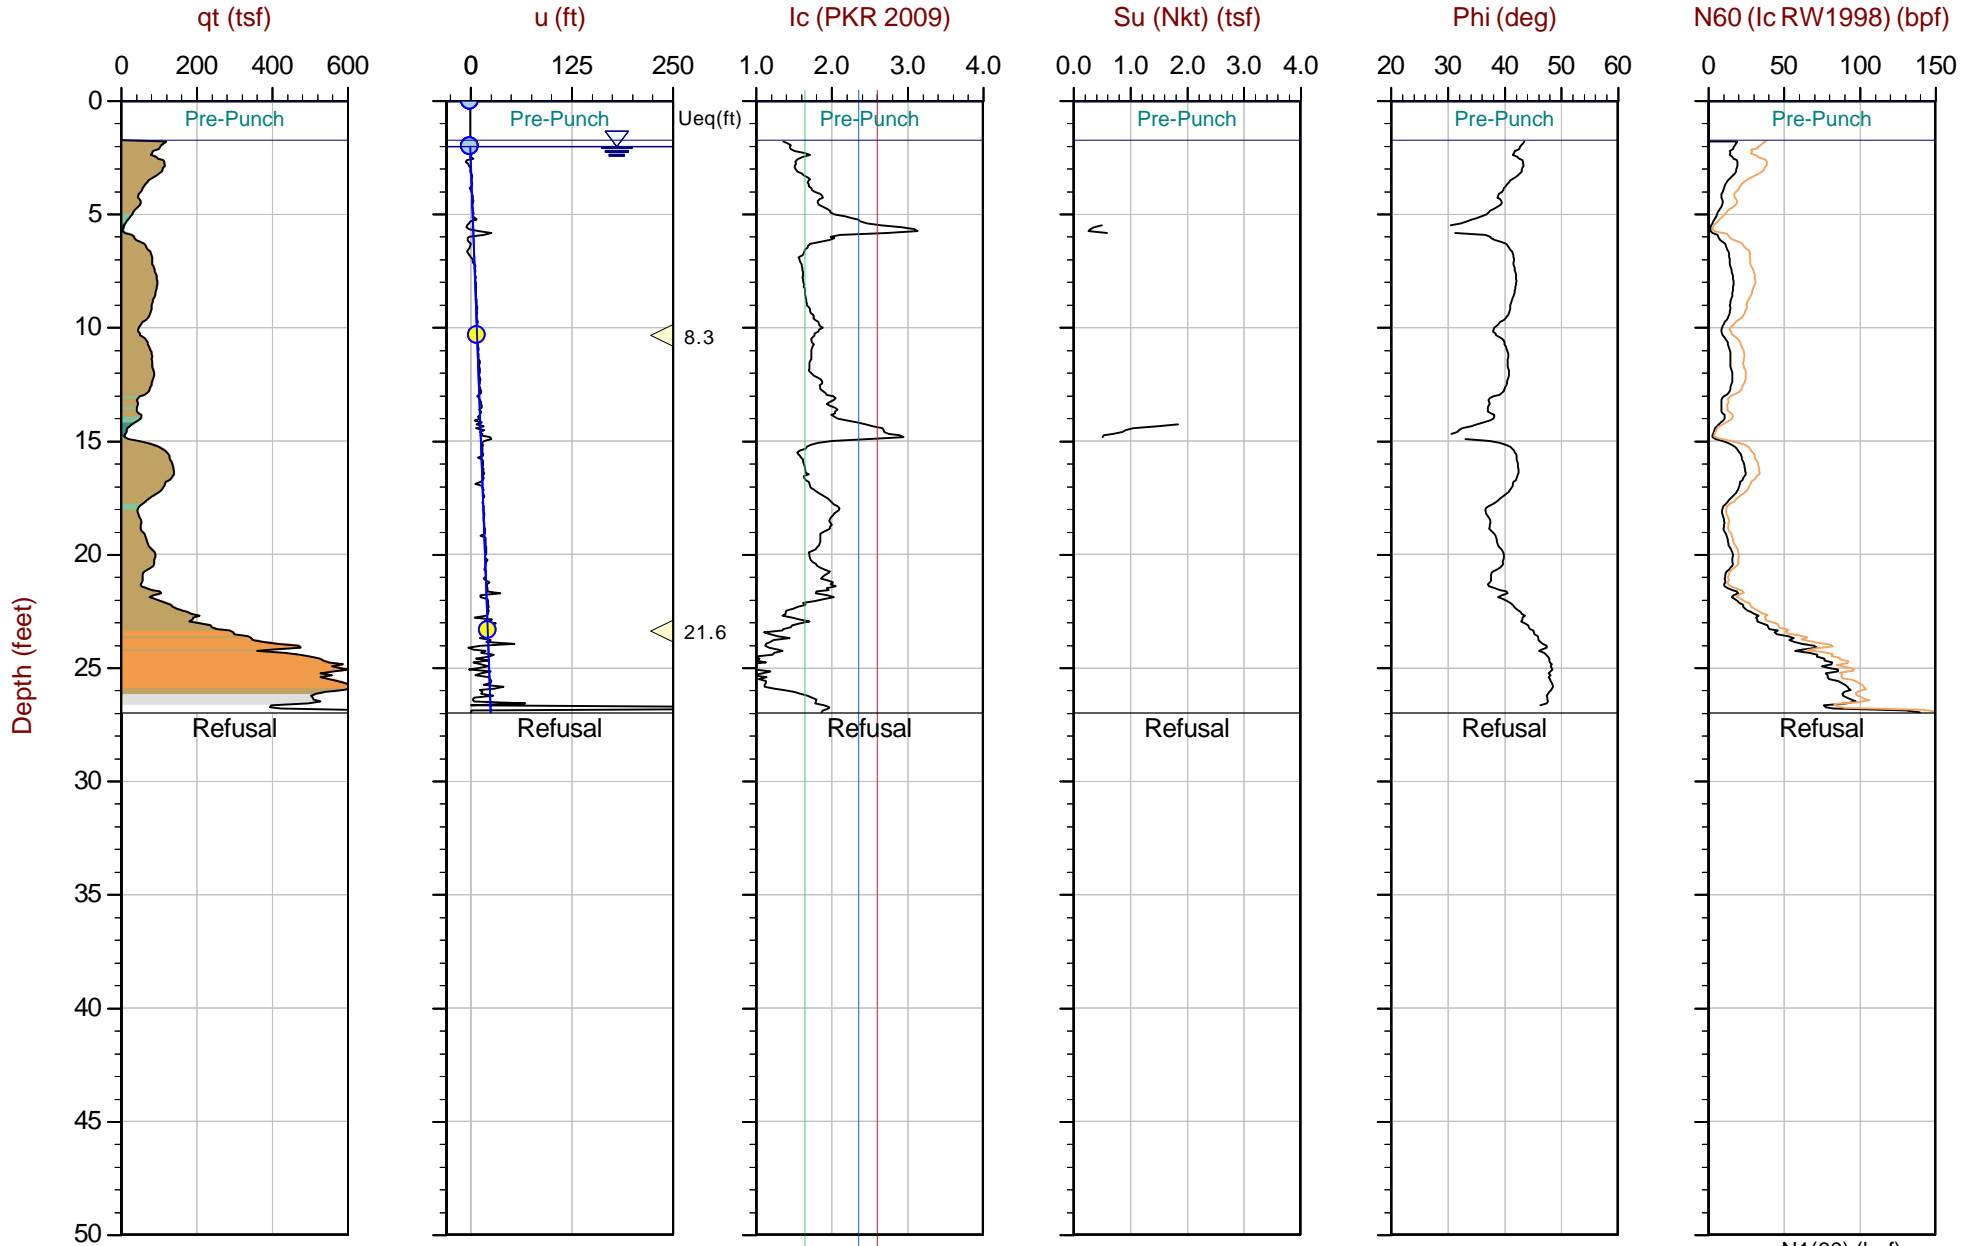 qt (tsf) u (ft) Ic (PKR 2009) Su (Nkt) (tsf) Phi (deg) N60 (Ic RW1998) (bpf)
0 200 400 600 0 125 250 1.0 2.0 3.0 4.0 0.0 1.0 2.0 3.0 4.0 20 30 40 50 60 0 50 100 150
0
Pre-Punch Pre-Punch Ueq(ft) Pre-Punch Pre-Punch Pre-Punch Pre-Punch
5
10
8.3
15
20
21.6
25
Refusal Refusal Refusal Refusal Refusal Refusal
30
35
40
45
50
Depth (feet)